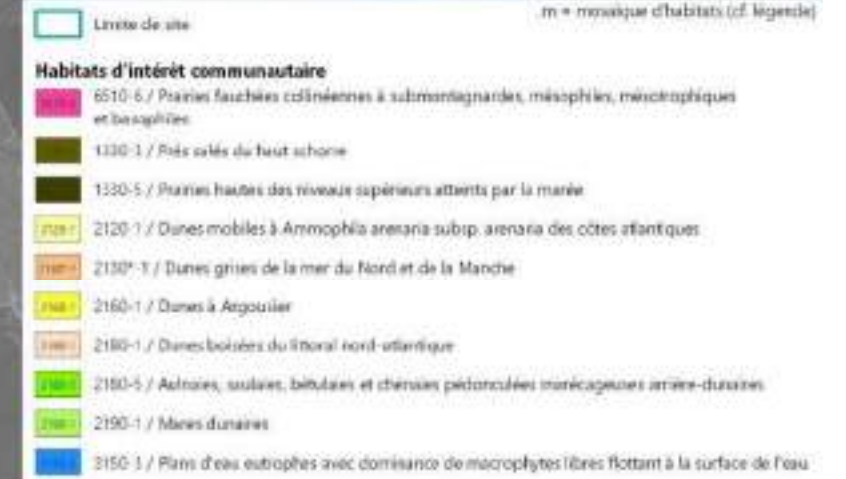 Limite de site
m = mosaïque d'habitats (cf. légende)
Habitats d'intérêt communautaire
6510-6 / Prairies fauchées collinéennes à submontagnardes, mésophiles, mésotrophiques
et basophiles
1330-3 / Prés salés du haut schorre
1330-5 / Prairies hautes des niveaux supérieurs atteints par la marée
2120-1 / Dunes mobiles à Ammophila arenaria subsp. arenaria des côtes atlantiques
2130*-1 / Dunes grises de la mer du Nord et de la Manche
2160-1 / Dunes à Argousier
2180-1 / Dunes boisées du littoral nord-atlantique
2180-5 / Aulnaies, saulaies, bétulaies et chênaies pédonculées marécageuses arrière-dunaires
2190-1 / Mares dunaires
3150-3 / Plans d'eau eutrophes avec dominance de macrophytes libres flottant à la surface de l'eau